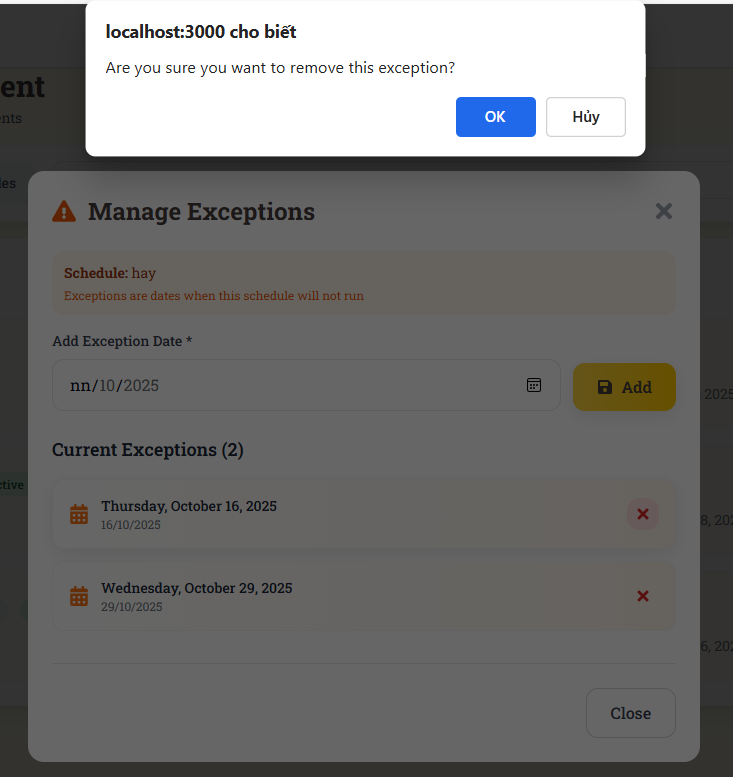 localhost:3000 cho biết
Are you sure you want to remove this exception?
OK
Hủy
ent
ents
les
Manage Exceptions
Schedule: hay
Exceptions are dates when this schedule will not run
Add Exception Date *
nn/10/2025
Add
2025
Current Exceptions (2)
ctive
Thursday, October 16, 2025
16/10/2025
8, 202
Wednesday, October 29, 2025
29/10/2025
6, 202
Close